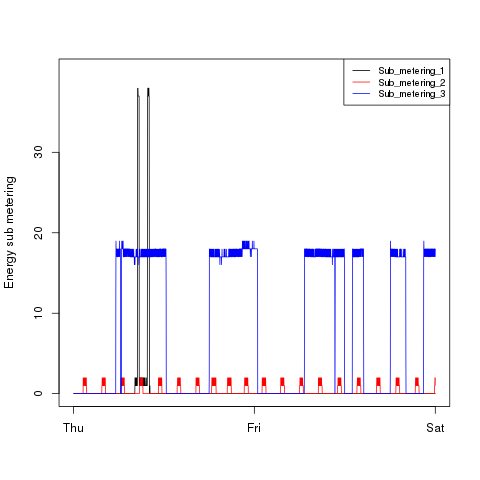 Sub_metering_1
Sub_metering_2
Sub_metering_3
Energy sub metering
30
20
10
0
Thu
Fri
Sat